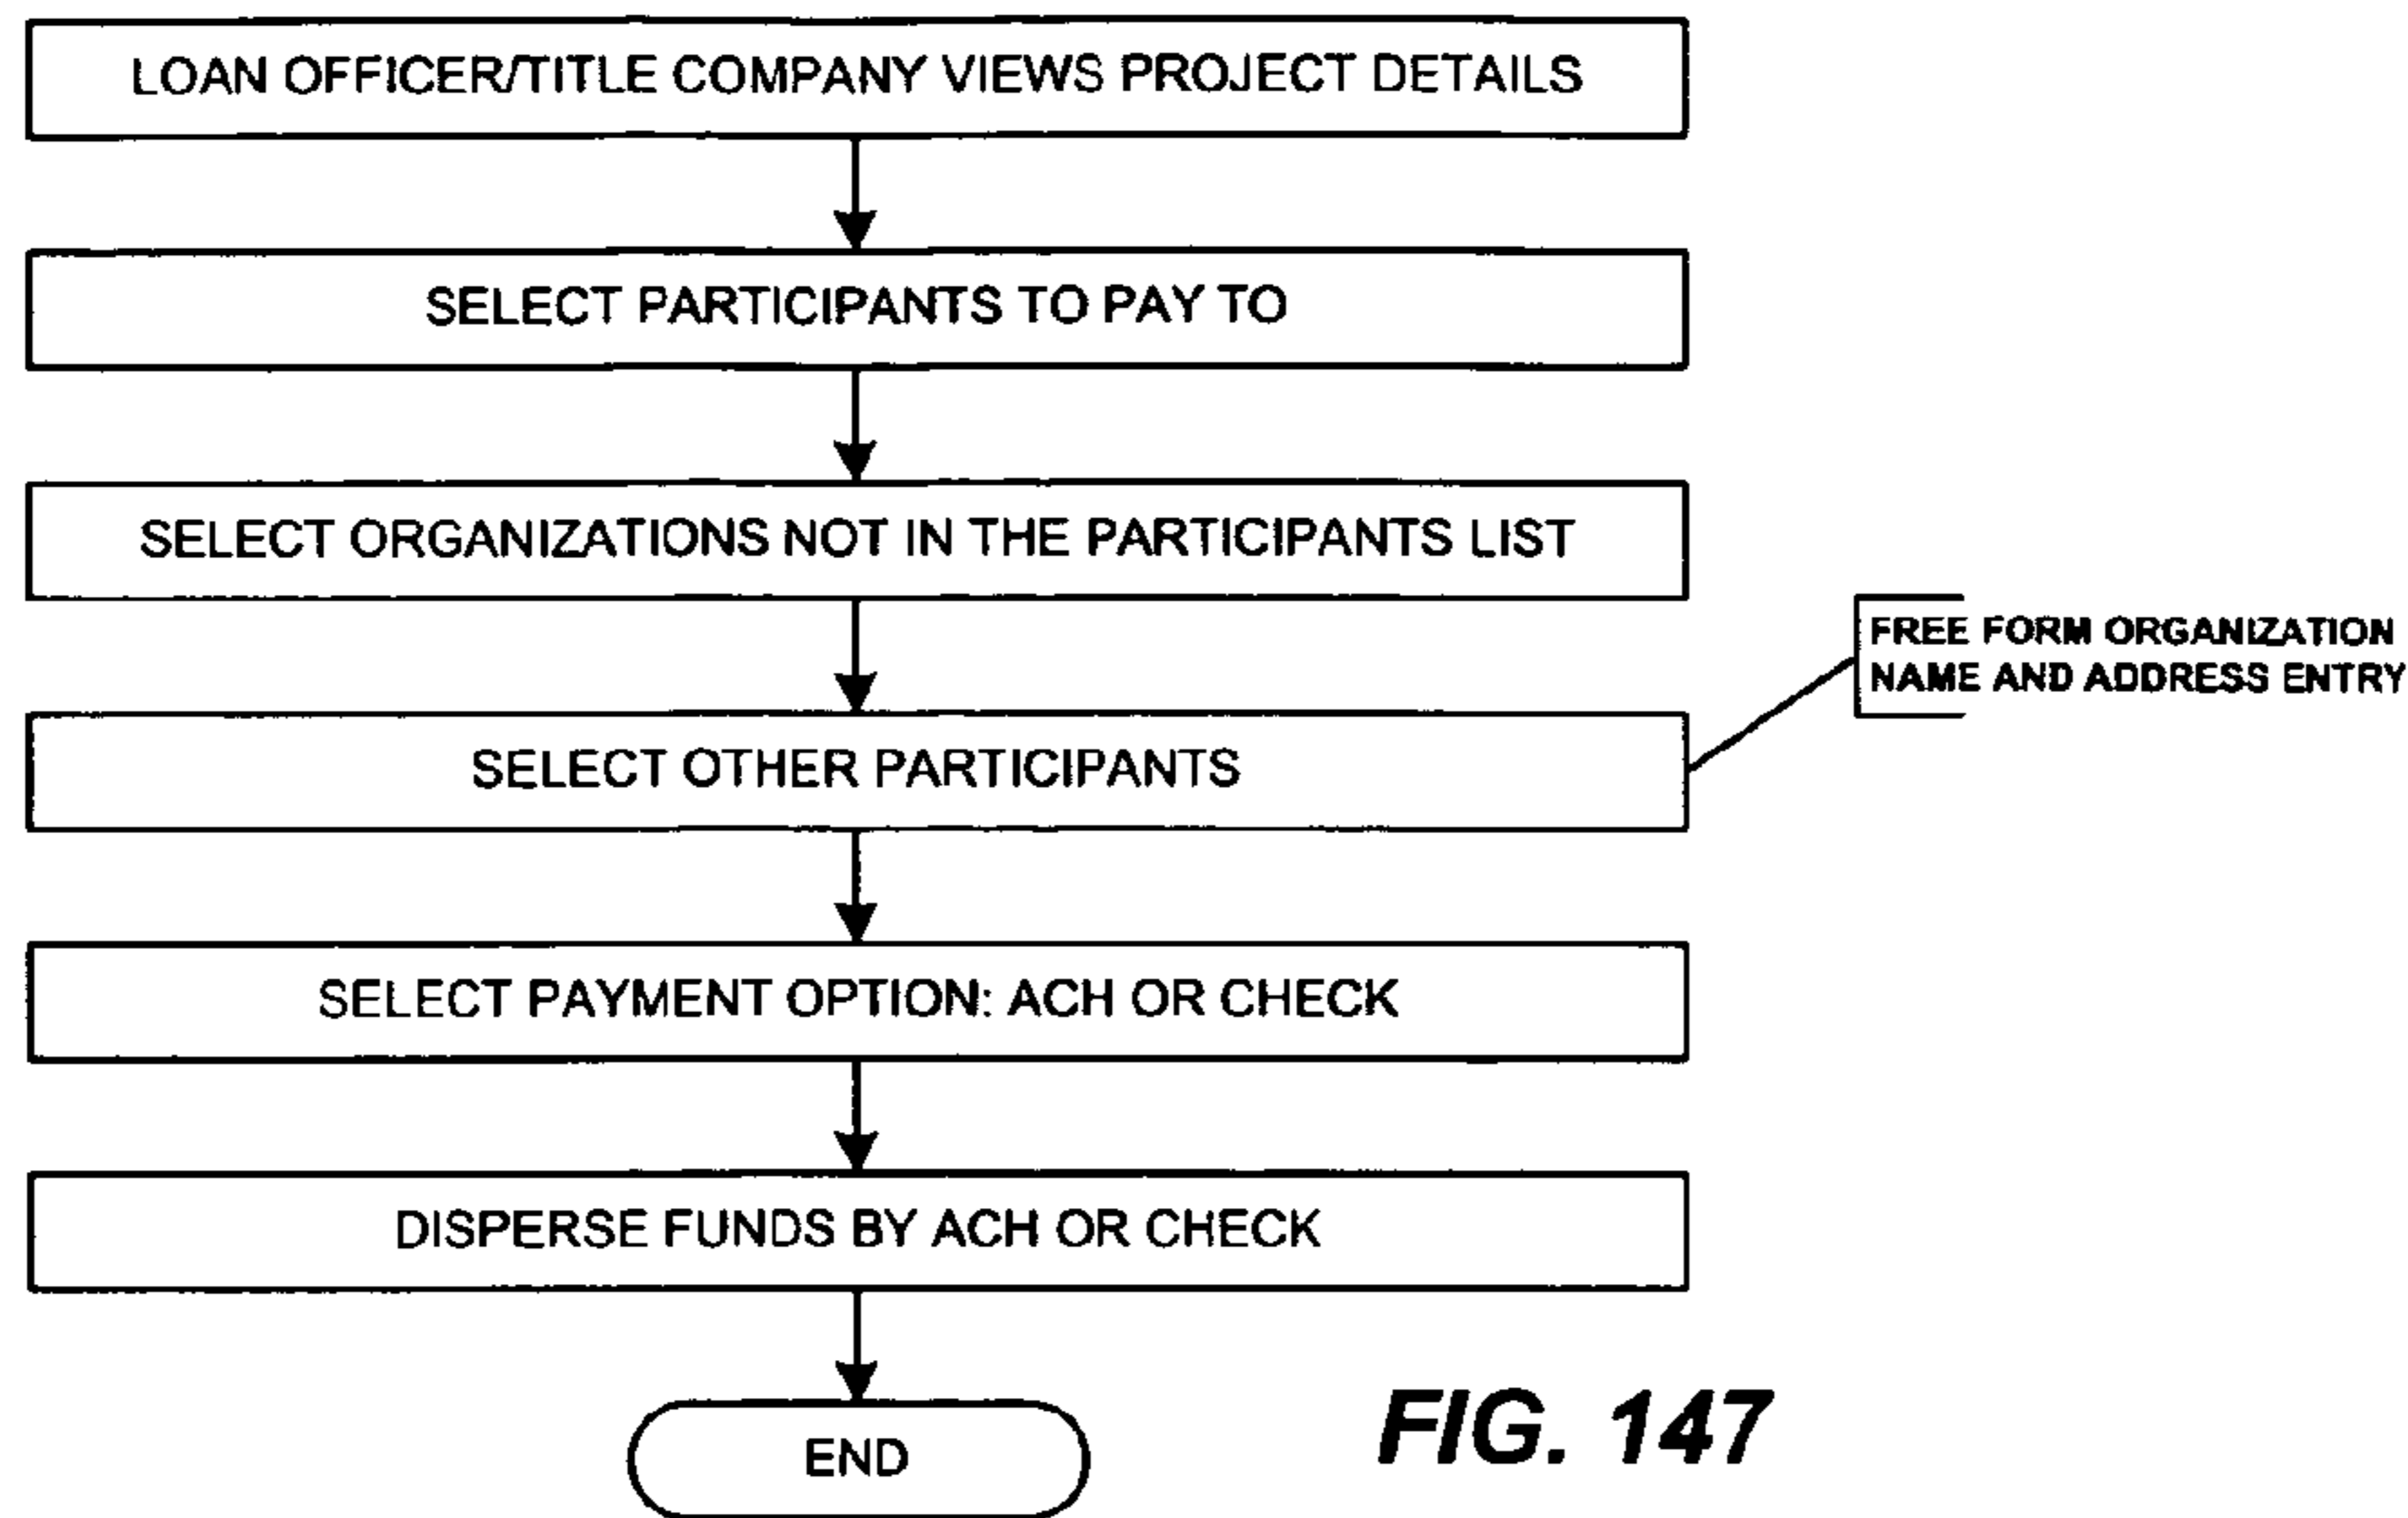 LOAN OFFICER/TITLE COMPANY VIEWS PROJECT DETAILS
SELECT PARTICIPANTS TO PAY TO
SELECT ORGANIZATIONS NOT IN THE PARTICIPANTS LIST
FREE FORM ORGANIZATION
NAME AND ADDRESS ENTRY
SELECT OTHER PARTICIPANTS
SELECT PAYMENT OPTION: ACH OR CHECK
DISPERSE FUNDS BY ACH OR CHECK
END
FIG. 147